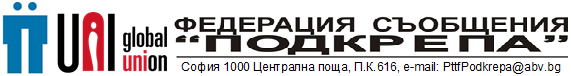 UNI global union
ФЕДЕРАЦИЯ СЪОБЩЕНИЯ
“ПОДКРЕПА”
София 1000 Централна поща, П.К.616, e-mail: PttfPodkrepa@abv.bg